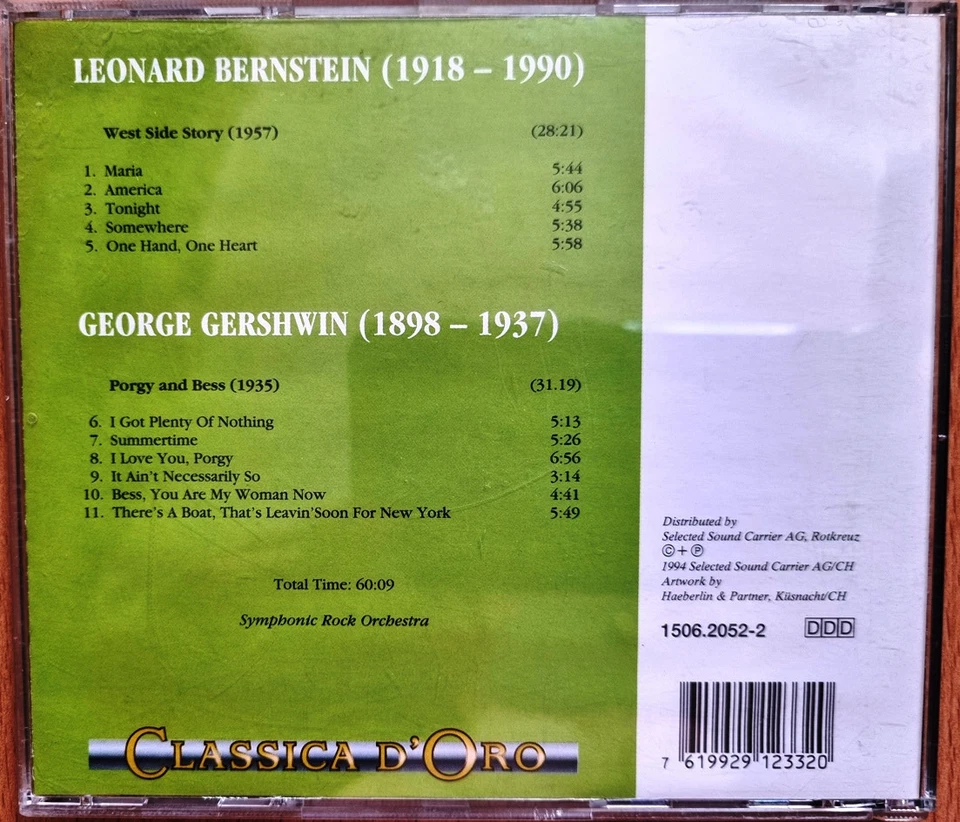 LEONARD BERNSTEIN (1918 – 1990)
West Side Story (1957) (28:21)
1. Maria 5:44
2. America 6:06
3. Tonight 4:55
4. Somewhere 5:38
5. One Hand, One Heart 5:58
GEORGE GERSHWIN (1898 – 1937)
Porgy and Bess (1935) (31.19)
6. I Got Plenty Of Nothing 5:13
7. Summertime 5:26
8. I Love You, Porgy 6:56
9. It Ain't Necessarily So 3:14
10. Bess, You Are My Woman Now 4:41
11. There's A Boat, That's Leavin'Soon For New York 5:49
Total Time: 60:09
Symphonic Rock Orchestra
CLASSICA D'ORO
Distributed by
Selected Sound Carrier AG, Rotkreuz
©+℗
1994 Selected Sound Carrier AG/CH
Artwork by
Haeberlin & Partner, Küsnacht/CH
1506.2052-2 DDD
7 619929 123320